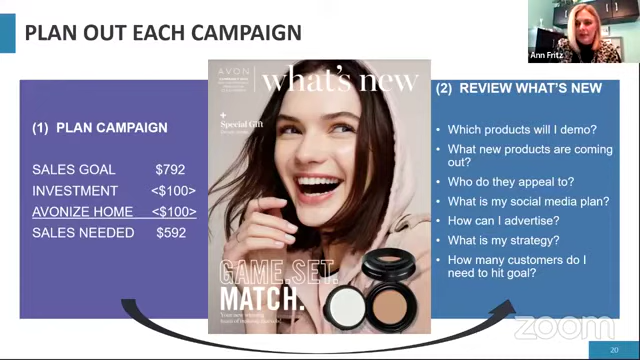 PLAN OUT EACH CAMPAIGN
Ann Fritz
(1) PLAN CAMPAIGN
SALES GOAL $792
INVESTMENT <$100>
AVONIZE HOME <$100>
SALES NEEDED $592
AVON
what's new
Special Gift
GAME.SET.
MATCH.
(2) REVIEW WHAT'S NEW
Which products will I demo?
What new products are coming
out?
Who do they appeal to?
What is my social media plan?
How can I advertise?
What is my strategy?
How many customers do I
need to hit goal?
zoom
20